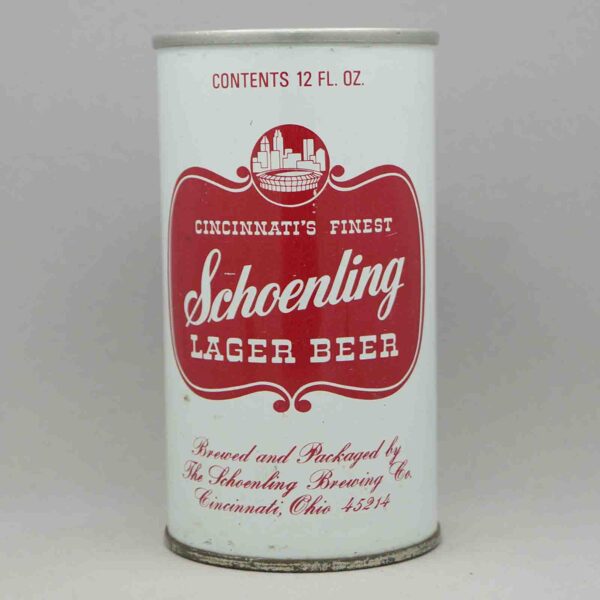 CONTENTS 12 FL. OZ.
CINCINNATI'S FINEST
Schoenling
LAGER BEER
Brewed and Packaged by
The Schoenling Brewing Co.
Cincinnati, Ohio 45214